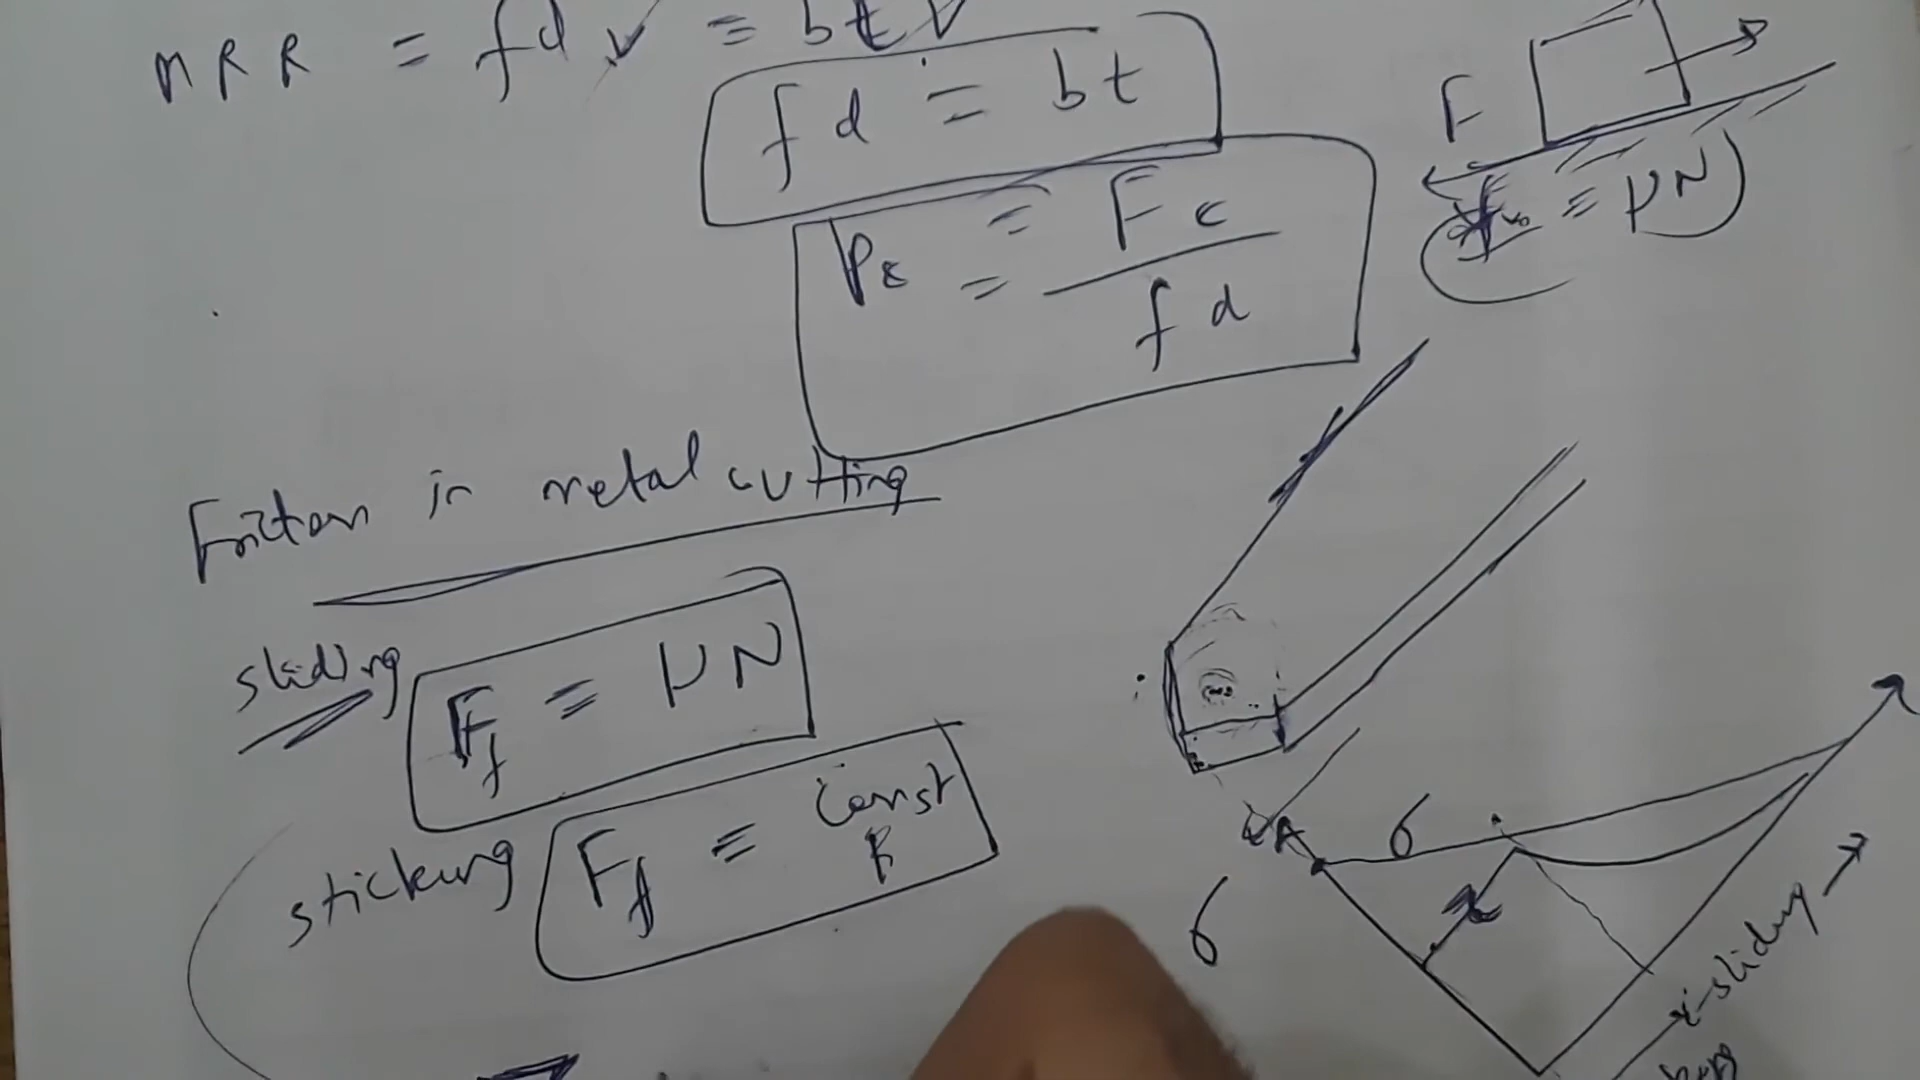 MRR = fd v = bt v
fd = bt
F
= μN
Pc = Fc / fd
Friction in metal cutting
sliding Ff = μN
sticking Ff = Const
A σ
σ
τ
sliding →